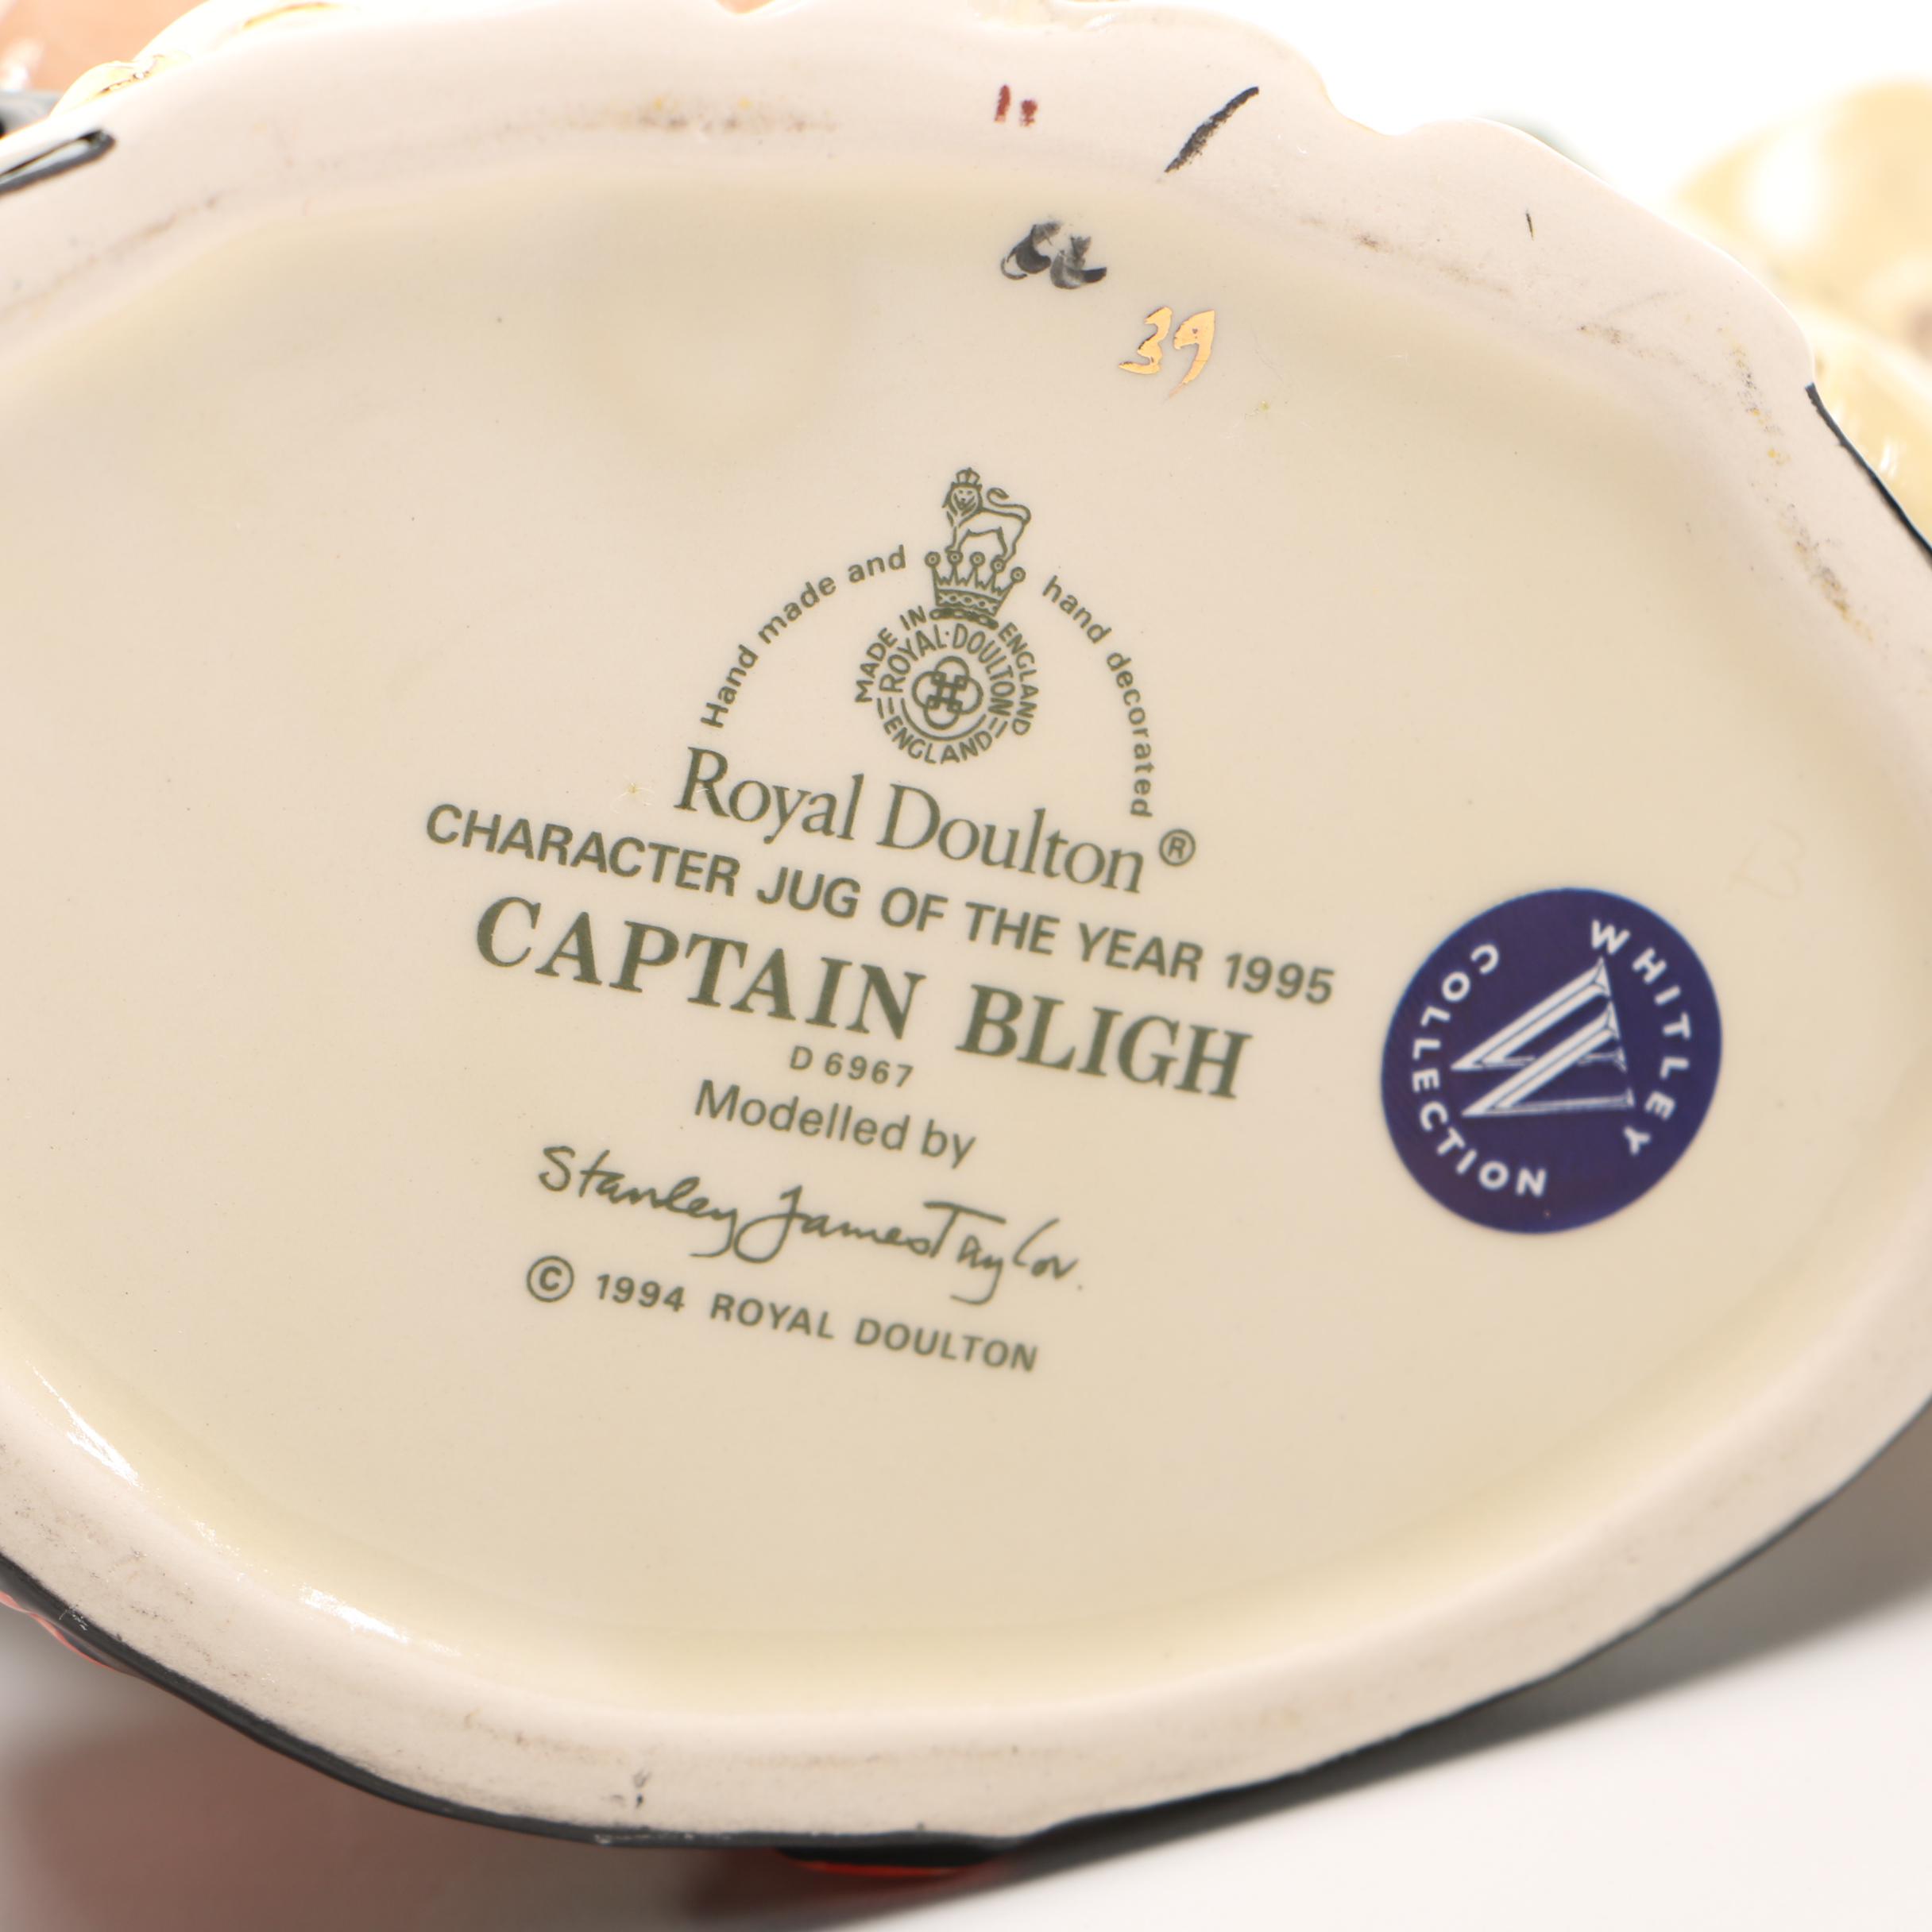 39
Hand made and hand decorated
MADE IN ENGLAND
ROYAL·DOULTON
ENGLAND
Royal Doulton®
CHARACTER JUG OF THE YEAR 1995
CAPTAIN BLIGH
D 6967
Modelled by
Stanley James Taylor.
© 1994 ROYAL DOULTON
WHITLEY
COLLECTION